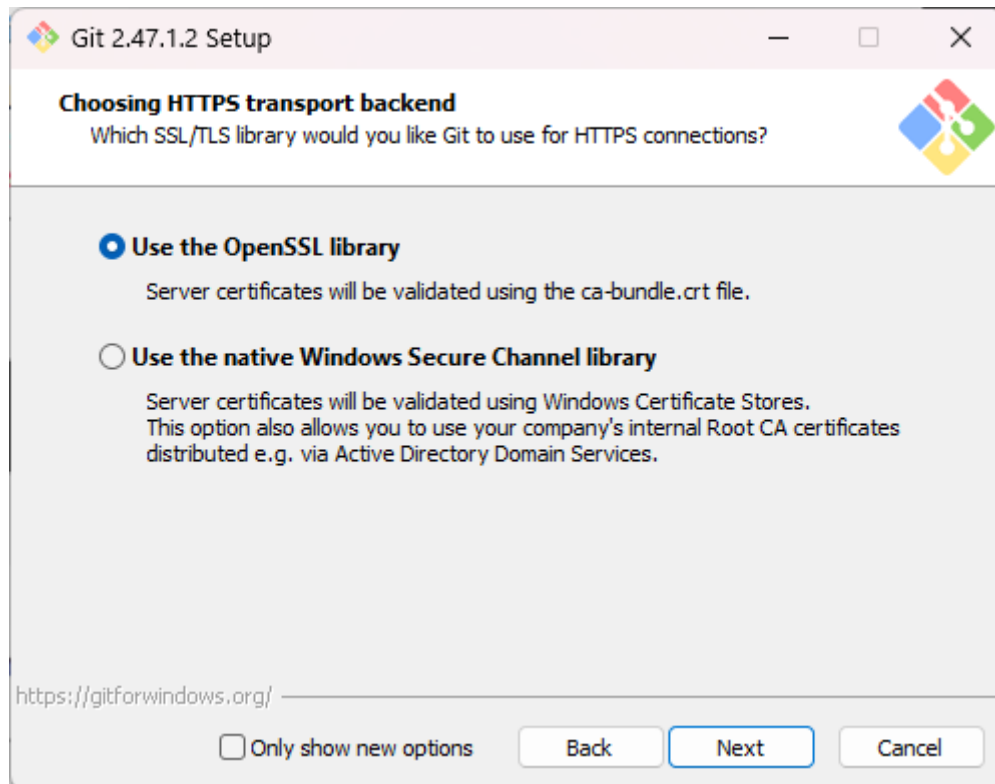 Git 2.47.1.2 Setup
Choosing HTTPS transport backend
Which SSL/TLS library would you like Git to use for HTTPS connections?
Use the OpenSSL library
Server certificates will be validated using the ca-bundle.crt file.
Use the native Windows Secure Channel library
Server certificates will be validated using Windows Certificate Stores.
This option also allows you to use your company's internal Root CA certificates
distributed e.g. via Active Directory Domain Services.
https://gitforwindows.org/
Only show new options Back Next Cancel